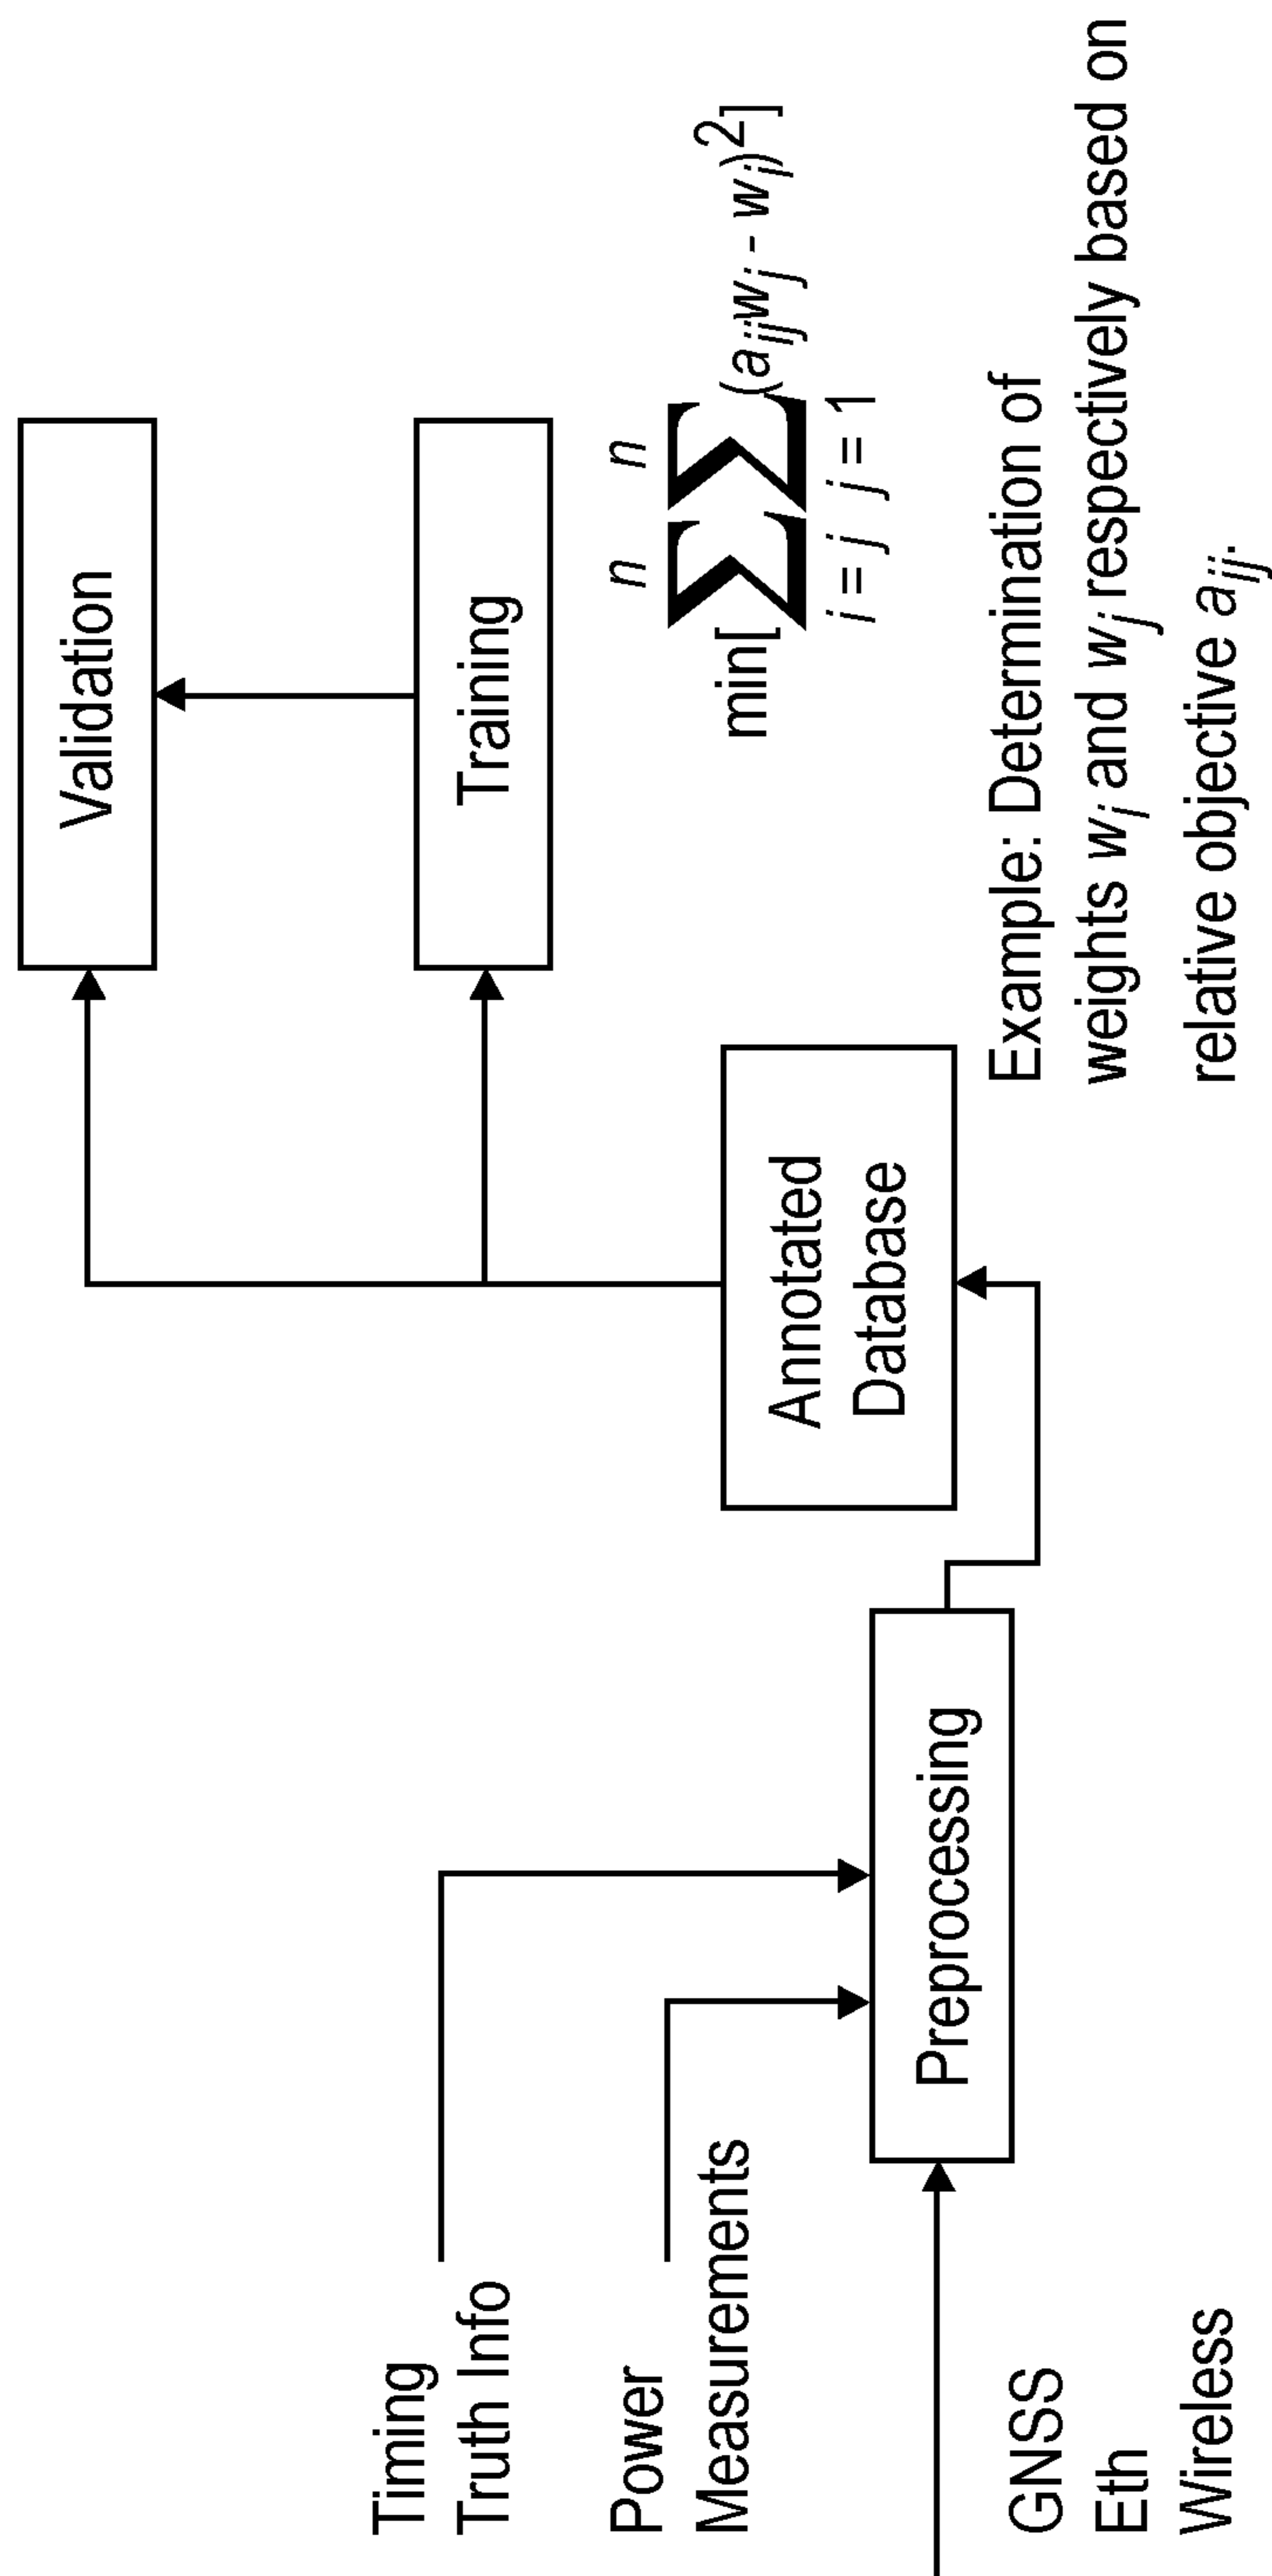 Timing
Truth Info
Power
Measurements
GNSS
Eth
Wireless
Preprocessing
Annotated
Database
Validation
Training
n n
min[∑∑(a_ij w_j - w_i)^2]
i = j j = 1
Example: Determination of
weights w_i and w_j respectively based on
relative objective a_ij.